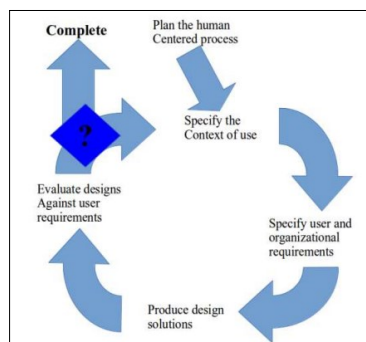 Complete
Plan the human
Centered process
?
Specify the
Context of use
Evaluate designs
Against user
requirements
Specify user and
organizational
requirements
Produce design
solutions